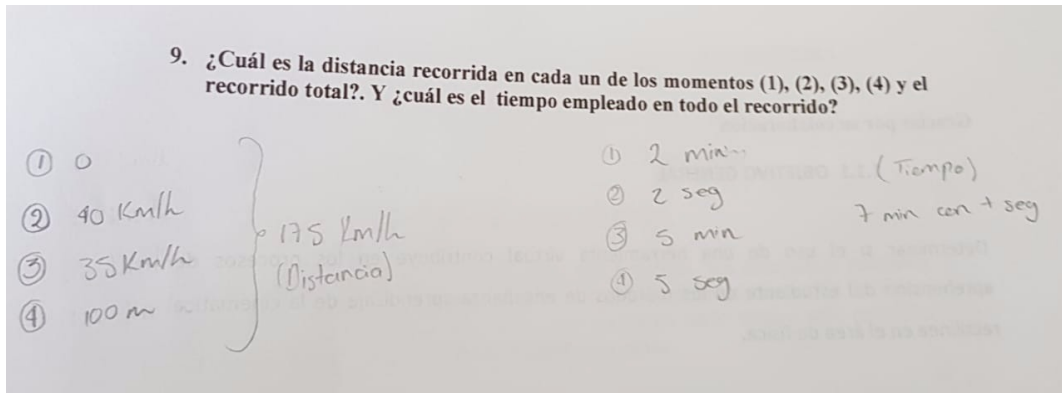 9. ¿Cuál es la distancia recorrida en cada un de los momentos (1), (2), (3), (4) y el
recorrido total?. Y ¿cuál es el tiempo empleado en todo el recorrido?
① 0
② 40 Km/h
③ 35 Km/h
④ 100 m
175 Km/h
(Distancia)
① 2 min
② 2 seg
③ 5 min
④ 5 seg
(Tiempo)
7 min con 7 seg